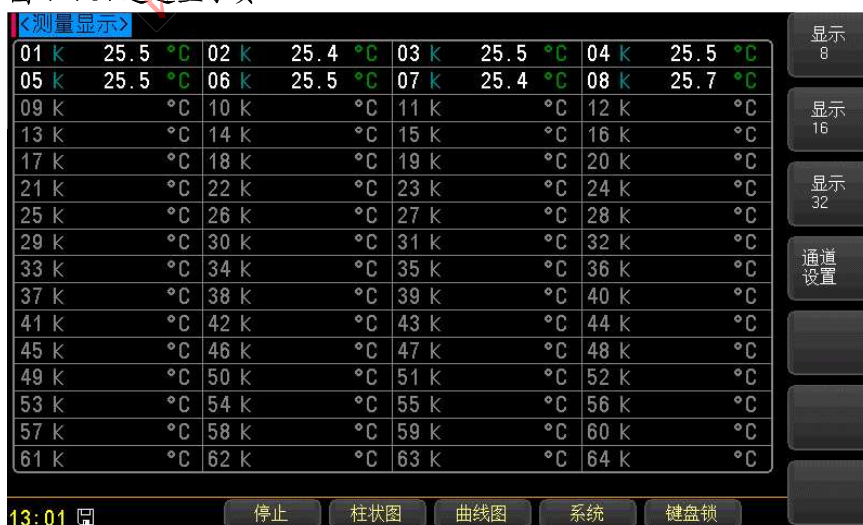 <测量显示>
01 K 25.5 °C 02 K 25.4 °C 03 K 25.5 °C 04 K 25.5 °C
05 K 25.5 °C 06 K 25.5 °C 07 K 25.4 °C 08 K 25.7 °C
09 K °C 10 K °C 11 K °C 12 K °C
13 K °C 14 K °C 15 K °C 16 K °C
17 K °C 18 K °C 19 K °C 20 K °C
21 K °C 22 K °C 23 K °C 24 K °C
25 K °C 26 K °C 27 K °C 28 K °C
29 K °C 30 K °C 31 K °C 32 K °C
33 K °C 34 K °C 35 K °C 36 K °C
37 K °C 38 K °C 39 K °C 40 K °C
41 K °C 42 K °C 43 K °C 44 K °C
45 K °C 46 K °C 47 K °C 48 K °C
49 K °C 50 K °C 51 K °C 52 K °C
53 K °C 54 K °C 55 K °C 56 K °C
57 K °C 58 K °C 59 K °C 60 K °C
61 K °C 62 K °C 63 K °C 64 K °C
显示
8
显示
16
显示
32
通道
设置
13:01 停止 柱状图 曲线图 系统 键盘锁